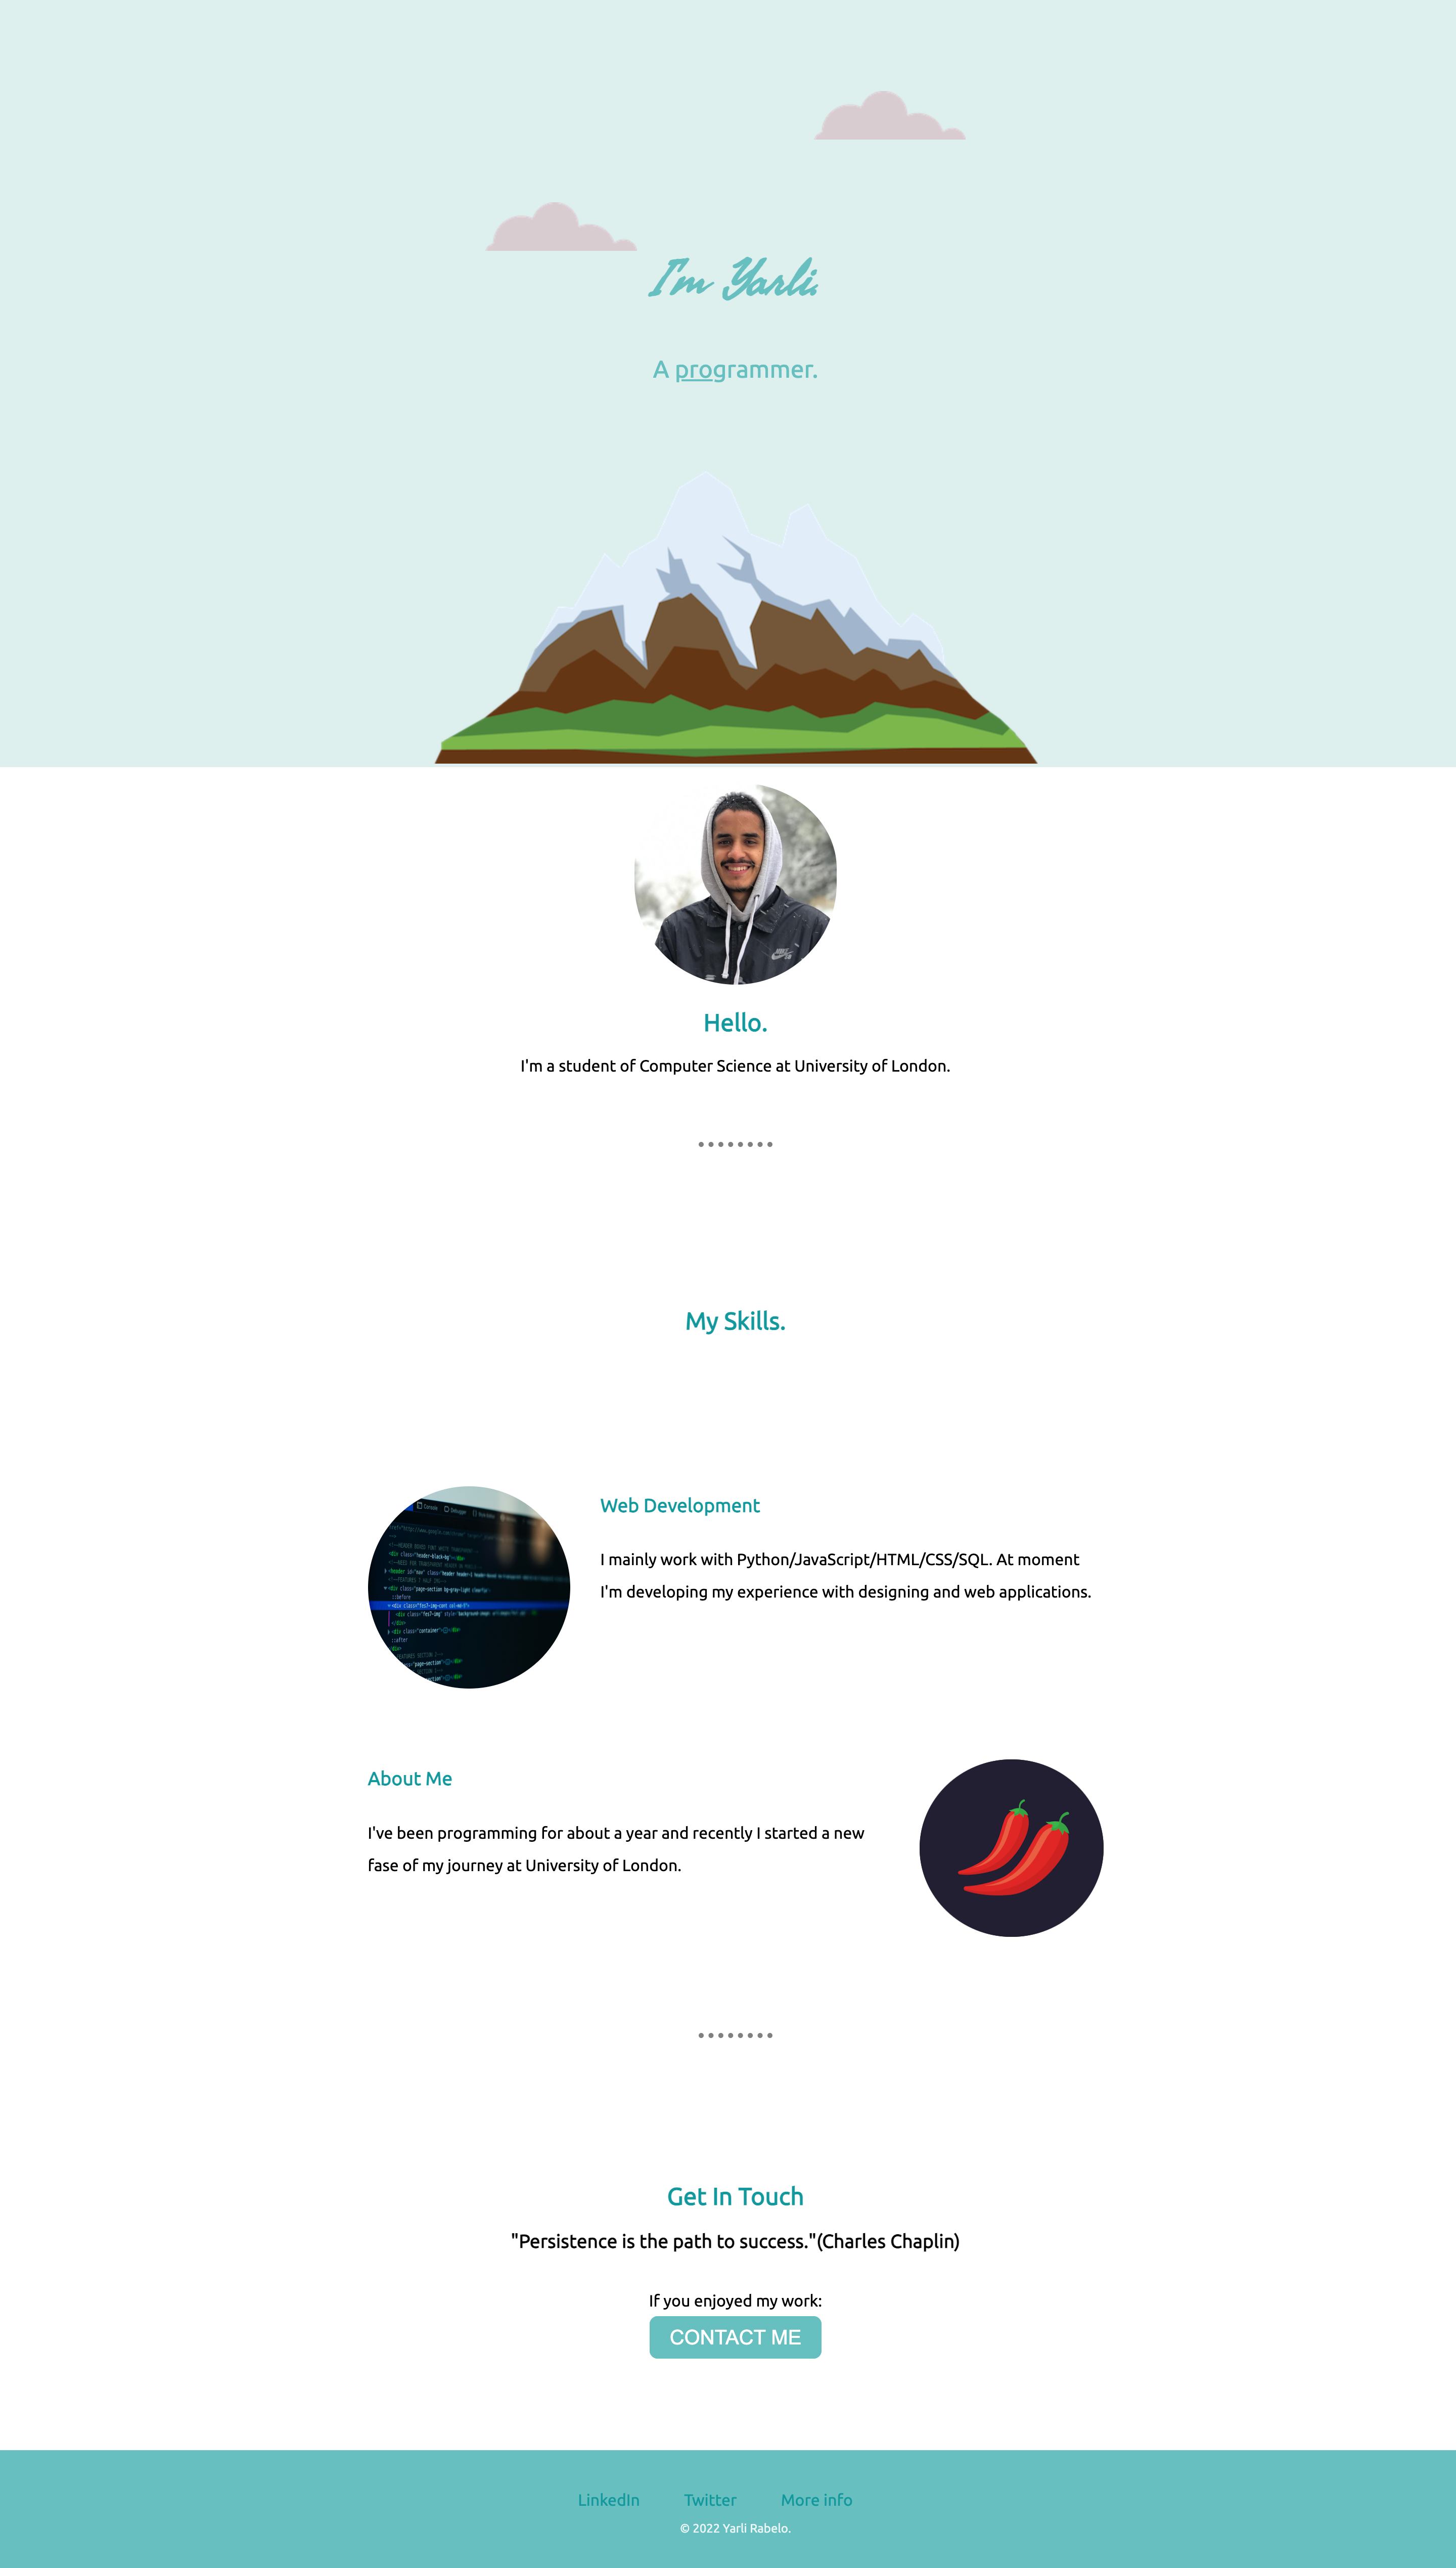 I'm Yarli.
A programmer.
Hello.
I'm a student of Computer Science at University of London.
My Skills.
Web Development
I mainly work with Python/JavaScript/HTML/CSS/SQL. At moment
I'm developing my experience with designing and web applications.
About Me
I've been programming for about a year and recently I started a new
fase of my journey at University of London.
Get In Touch
"Persistence is the path to success."(Charles Chaplin)
If you enjoyed my work:
CONTACT ME
LinkedIn Twitter More info
© 2022 Yarli Rabelo.